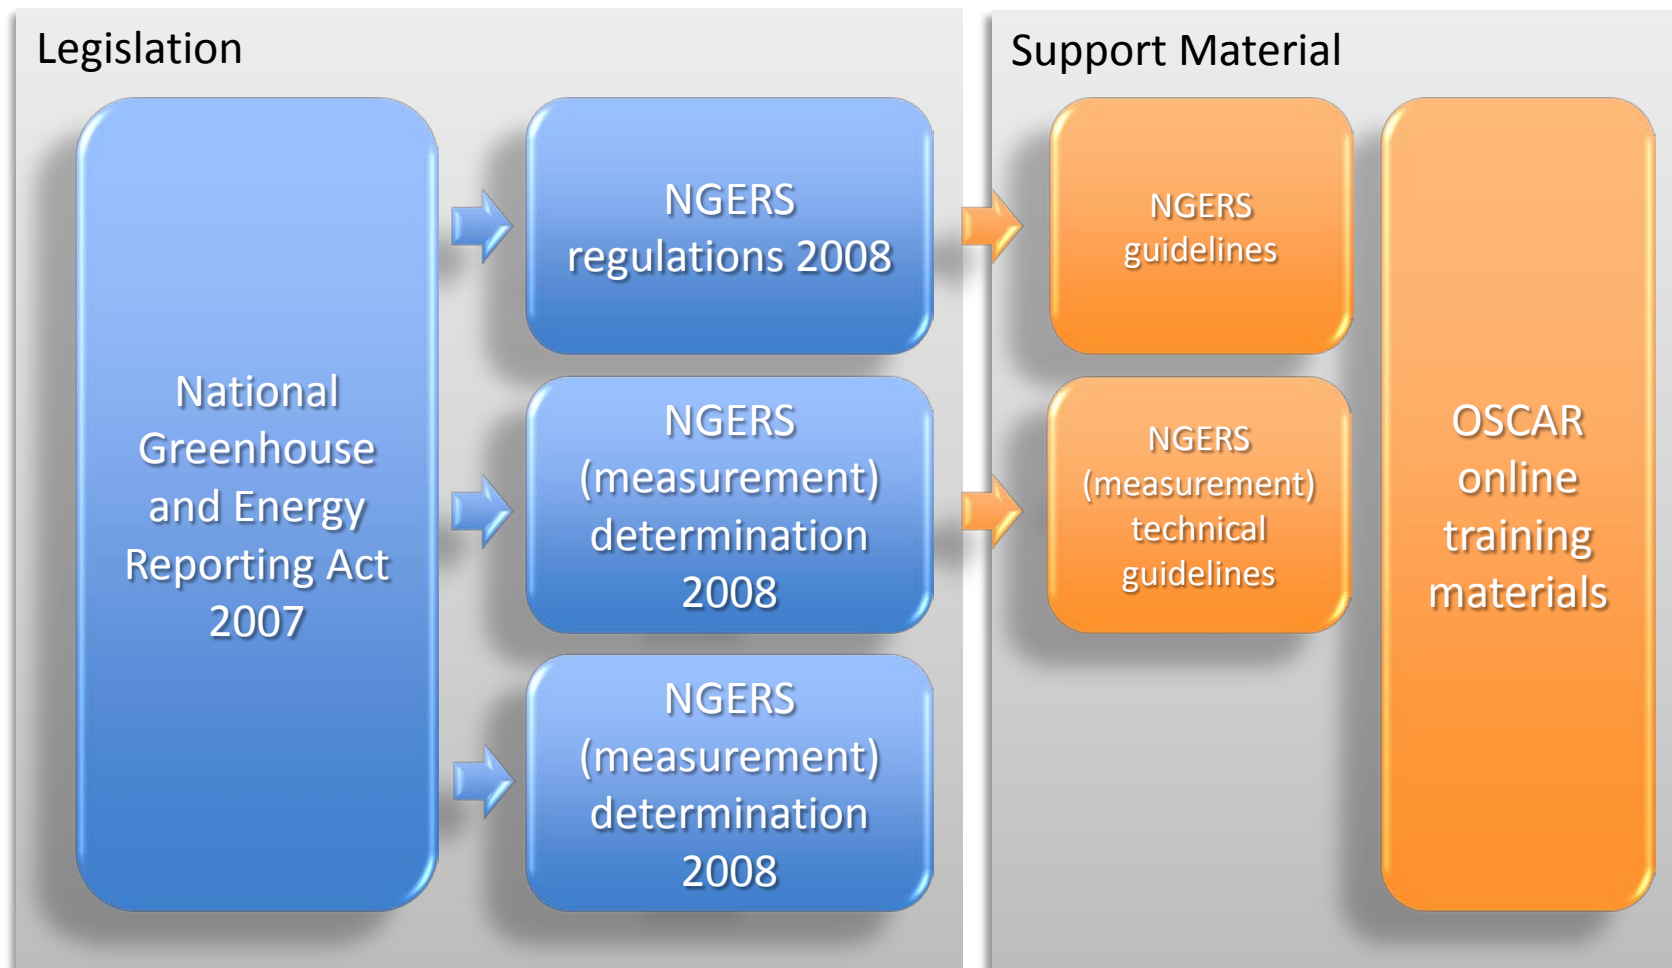 Legislation
National
Greenhouse
and Energy
Reporting Act
2007
NGERS
regulations 2008
NGERS
(measurement)
determination
2008
NGERS
(measurement)
determination
2008
Support Material
NGERS
guidelines
NGERS
(measurement)
technical
guidelines
OSCAR
online
training
materials